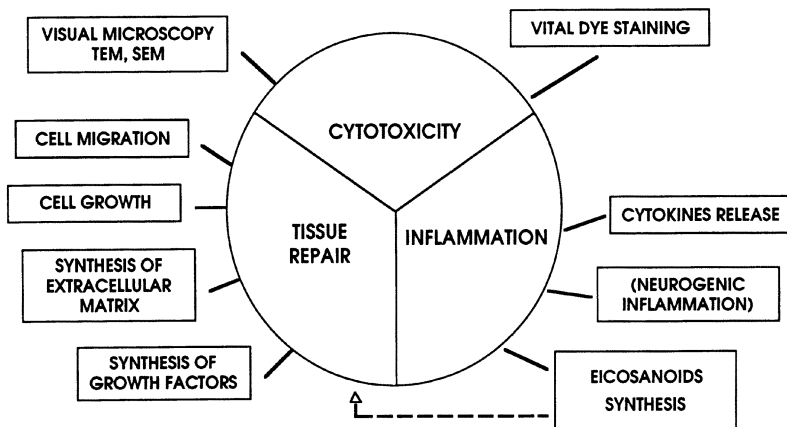 VISUAL MICROSCOPY
TEM, SEM
VITAL DYE STAINING
CYTOTOXICITY
CELL MIGRATION
CELL GROWTH
SYNTHESIS OF
EXTRACELLULAR
MATRIX
SYNTHESIS OF
GROWTH FACTORS
TISSUE
REPAIR
INFLAMMATION
CYTOKINES RELEASE
(NEUROGENIC
INFLAMMATION)
EICOSANOIDS
SYNTHESIS